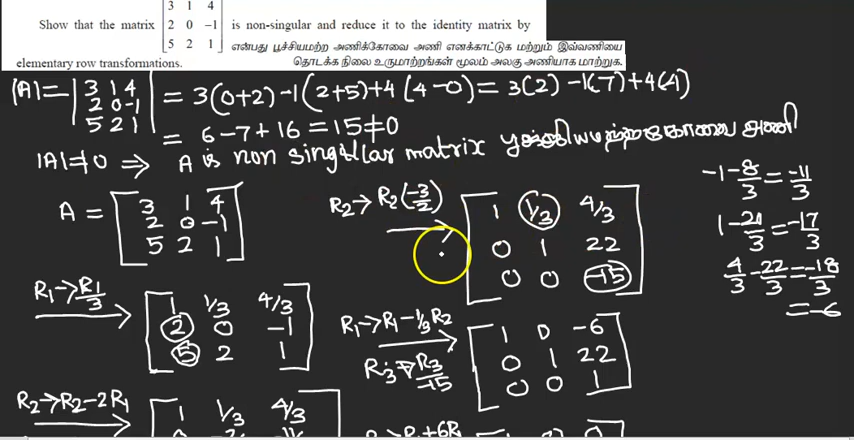 3 1 4
Show that the matrix 2 0 −1 is non-singular and reduce it to the identity matrix by
5 2 1 என்பது பூச்சியமற்ற அணிக்கோவை அணி எனக்காட்டுக மற்றும் இவ்வணியை
elementary row transformations. தொடக்க நிலை உருமாற்றங்கள் மூலம் அலகு அணியாக மாற்றுக.
|A| = | 3 1 4 | = 3(0+2) −1(2+5)+4(4−0) = 3(2) −1(7)+4(4)
2 0 −1
5 2 1 = 6−7+16 = 15≠0
|A|≠0 ⇒ A is non singular matrix
A = 3 1 4
2 0 −1
5 2 1
R1→R1/3
1 1/3 4/3
2 0 −1
5 2 1
R2→R2−2R1
1 1/3 4/3
R2→R2(−3/2)
1 1/3 4/3
0 1 22
0 0 −15
R1→R1−1/3R2
1 0 −6
0 1 22
0 0 1
−1−8/3=−11/3
1−20/3=−17/3
4/3−22/3=−18/3
=−6